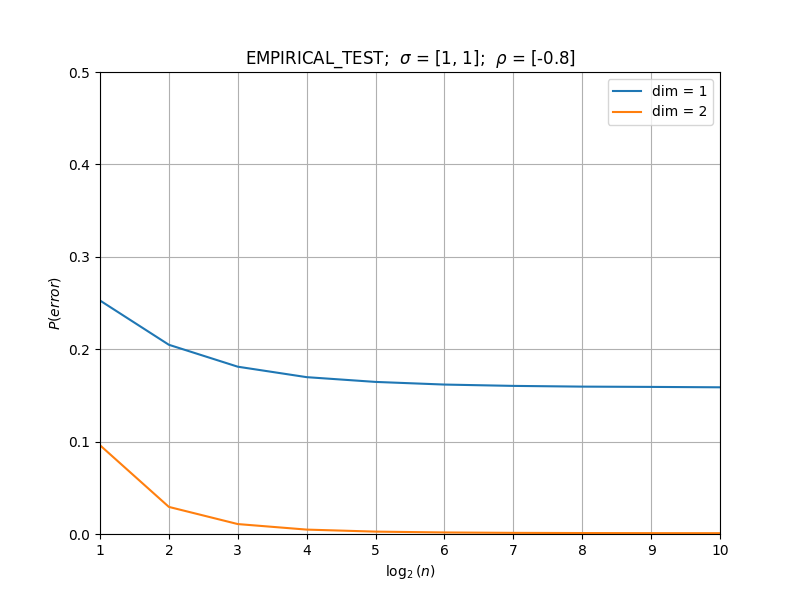 EMPIRICAL_TEST; σ = [1, 1]; ρ = [-0.8]
dim = 1
dim = 2
P(error)
0.5
0.4
0.3
0.2
0.1
0.0
1 2 3 4 5 6 7 8 9 10
log₂(n)